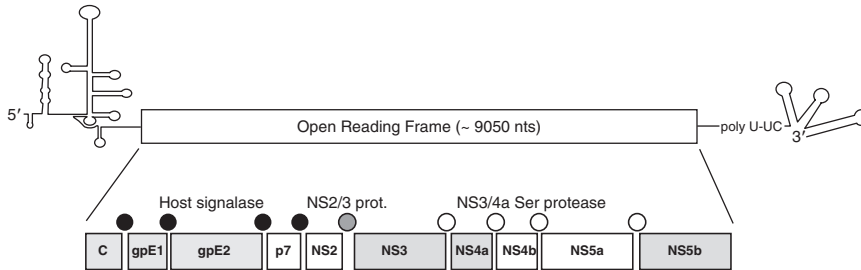 5′
Open Reading Frame (~ 9050 nts)
poly U-UC
3′
Host signalase
NS2/3 prot.
NS3/4a Ser protease
C
gpE1
gpE2
p7
NS2
NS3
NS4a
NS4b
NS5a
NS5b